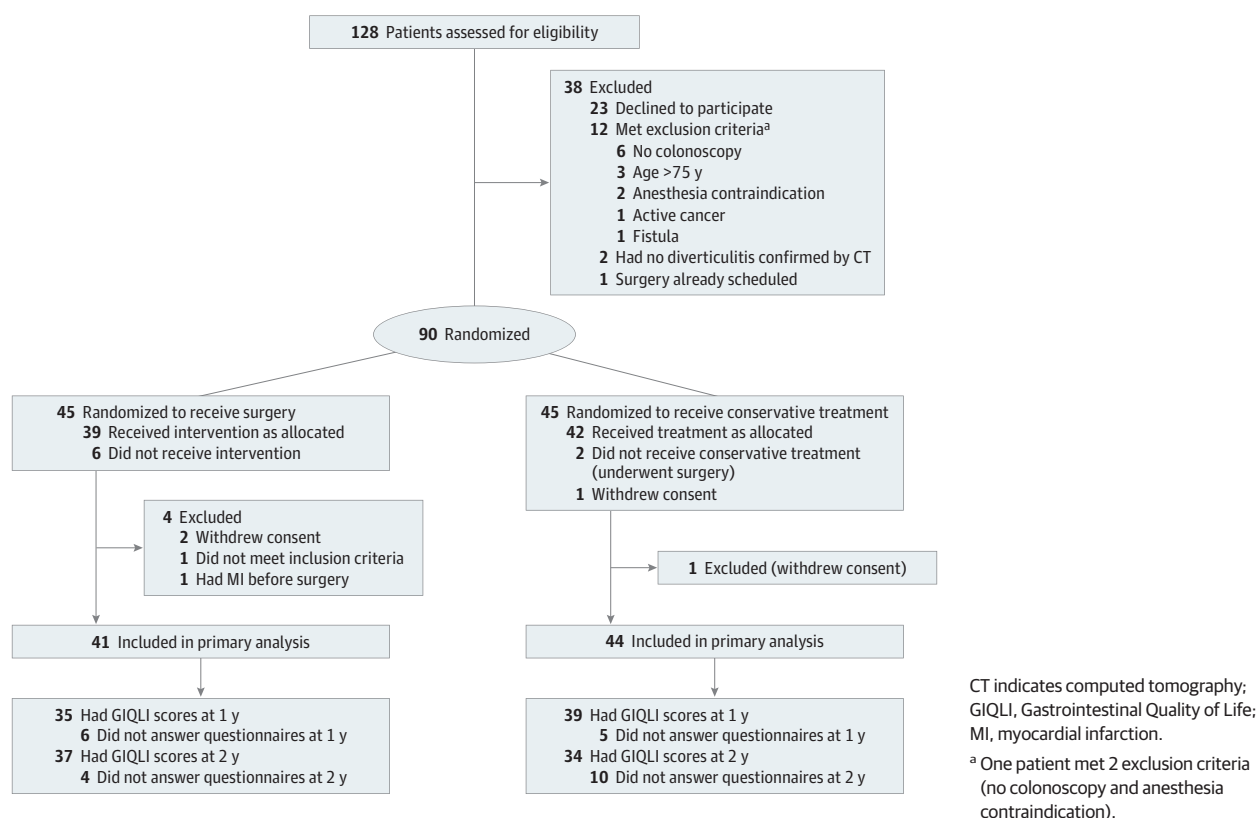 128 Patients assessed for eligibility
38 Excluded
23 Declined to participate
12 Met exclusion criteriaᵃ
6 No colonoscopy
3 Age >75 y
2 Anesthesia contraindication
1 Active cancer
1 Fistula
2 Had no diverticulitis confirmed by CT
1 Surgery already scheduled
90 Randomized
45 Randomized to receive surgery
39 Received intervention as allocated
6 Did not receive intervention
45 Randomized to receive conservative treatment
42 Received treatment as allocated
2 Did not receive conservative treatment
(underwent surgery)
1 Withdrew consent
4 Excluded
2 Withdrew consent
1 Did not meet inclusion criteria
1 Had MI before surgery
1 Excluded (withdrew consent)
41 Included in primary analysis
44 Included in primary analysis
35 Had GIQLI scores at 1 y
6 Did not answer questionnaires at 1 y
37 Had GIQLI scores at 2 y
4 Did not answer questionnaires at 2 y
39 Had GIQLI scores at 1 y
5 Did not answer questionnaires at 1 y
34 Had GIQLI scores at 2 y
10 Did not answer questionnaires at 2 y
CT indicates computed tomography;
GIQLI, Gastrointestinal Quality of Life;
MI, myocardial infarction.
ᵃ One patient met 2 exclusion criteria
(no colonoscopy and anesthesia
contraindication).